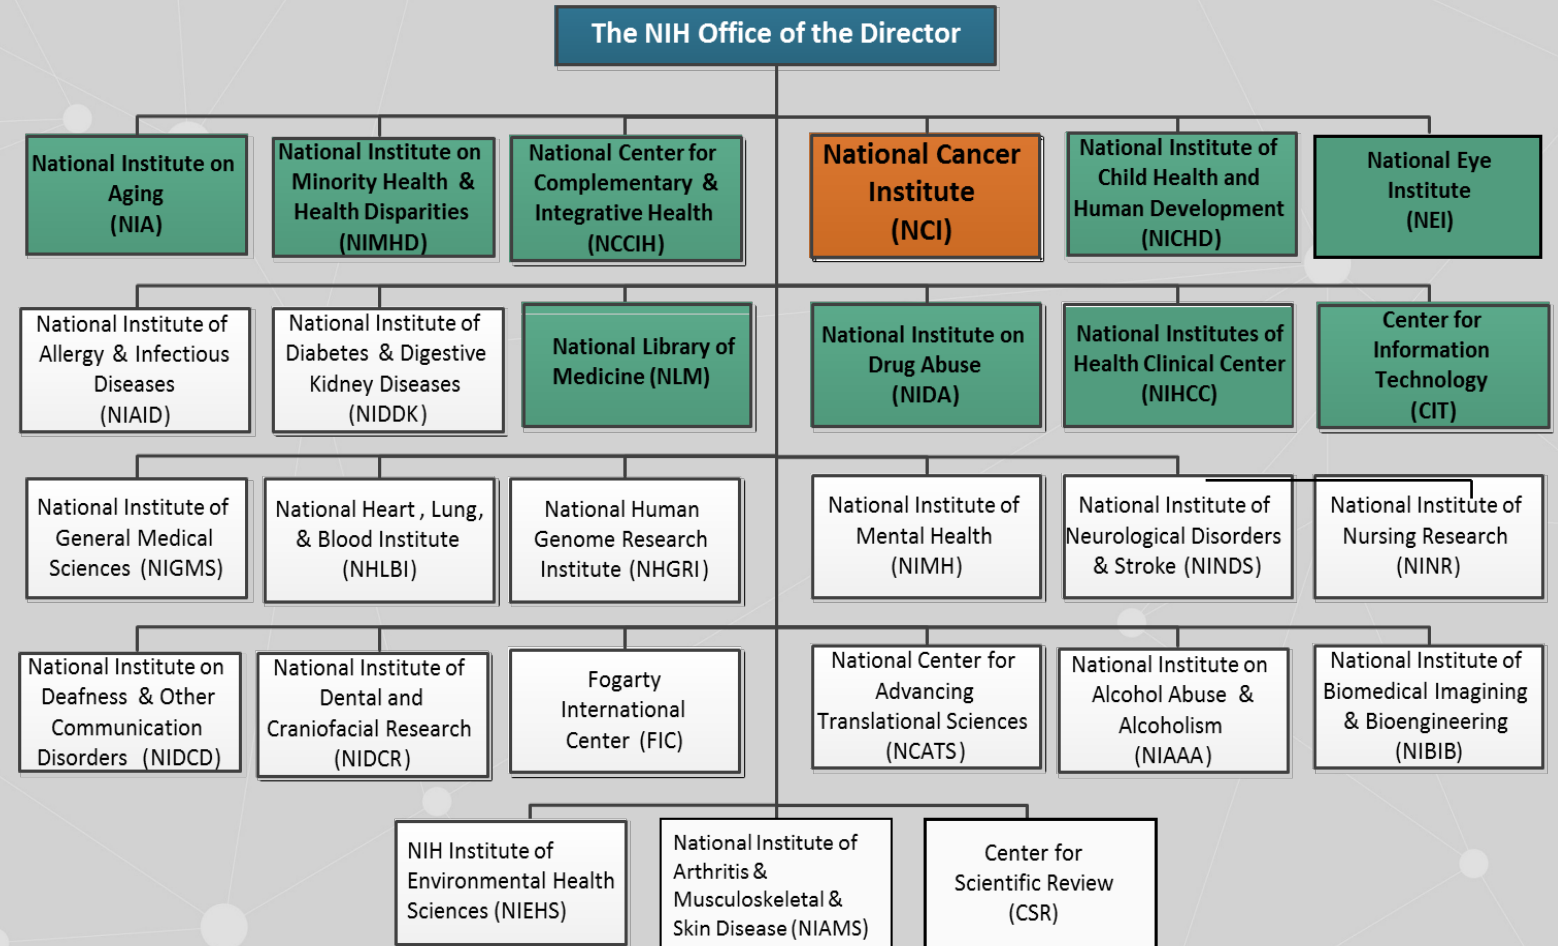 The NIH Office of the Director
National Institute on
Aging
(NIA)
National Institute on
Minority Health & 
Health Disparities
(NIMHD)
National Center for
Complementary &
Integrative Health
(NCCIH)
National Cancer
Institute
(NCI)
National Institute of
Child Health and
Human Development
(NICHD)
National Eye
Institute
(NEI)
National Institute of
Allergy & Infectious
Diseases
(NIAID)
National Institute of
Diabetes & Digestive
Kidney Diseases
(NIDDK)
National Library of
Medicine (NLM)
National Institute on
Drug Abuse
(NIDA)
National Institutes of
Health Clinical Center
(NIHCC)
Center for
Information
Technology
(CIT)
National Institute of
General Medical
Sciences (NIGMS)
National Heart , Lung,
& Blood Institute
(NHLBI)
National Human
Genome Research
Institute (NHGRI)
National Institute of
Mental Health
(NIMH)
National Institute of
Neurological Disorders
& Stroke (NINDS)
National Institute of
Nursing Research
(NINR)
National Institute on
Deafness & Other
Communication
Disorders (NIDCD)
National Institute of
Dental and
Craniofacial Research
(NIDCR)
Fogarty
International
Center (FIC)
National Center for
Advancing
Translational Sciences
(NCATS)
National Institute on
Alcohol Abuse &
Alcoholism
(NIAAA)
National Institute of
Biomedical Imagining
& Bioengineering
(NIBIB)
NIH Institute of
Environmental Health
Sciences (NIEHS)
National Institute of
Arthritis &
Musculoskeletal &
Skin Disease (NIAMS)
Center for
Scientific Review
(CSR)